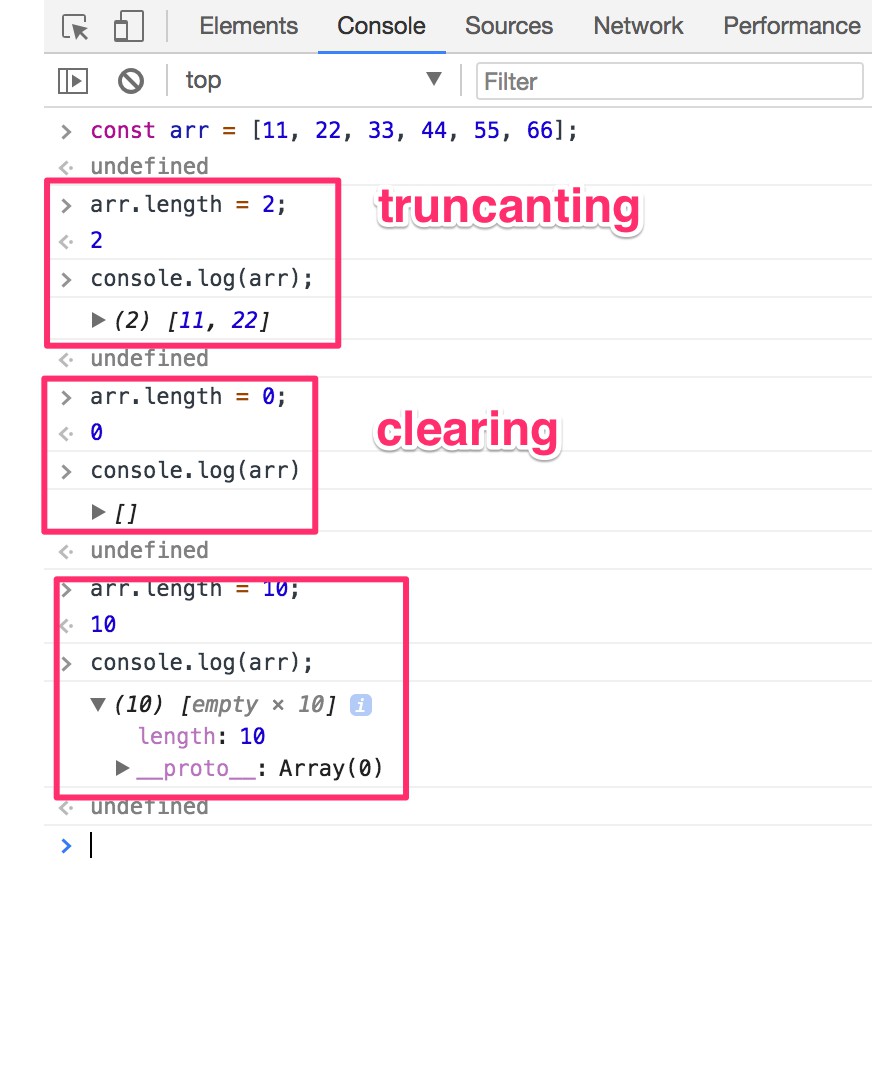 Elements Console Sources Network Performance
top Filter
> const arr = [11, 22, 33, 44, 55, 66];
undefined
> arr.length = 2; truncanting
2
> console.log(arr);
▶ (2) [11, 22]
undefined
> arr.length = 0;
0 clearing
> console.log(arr)
▶ []
undefined
> arr.length = 10;
10
> console.log(arr);
▼ (10) [empty × 10] i
length: 10
▶ __proto__: Array(0)
undefined
>